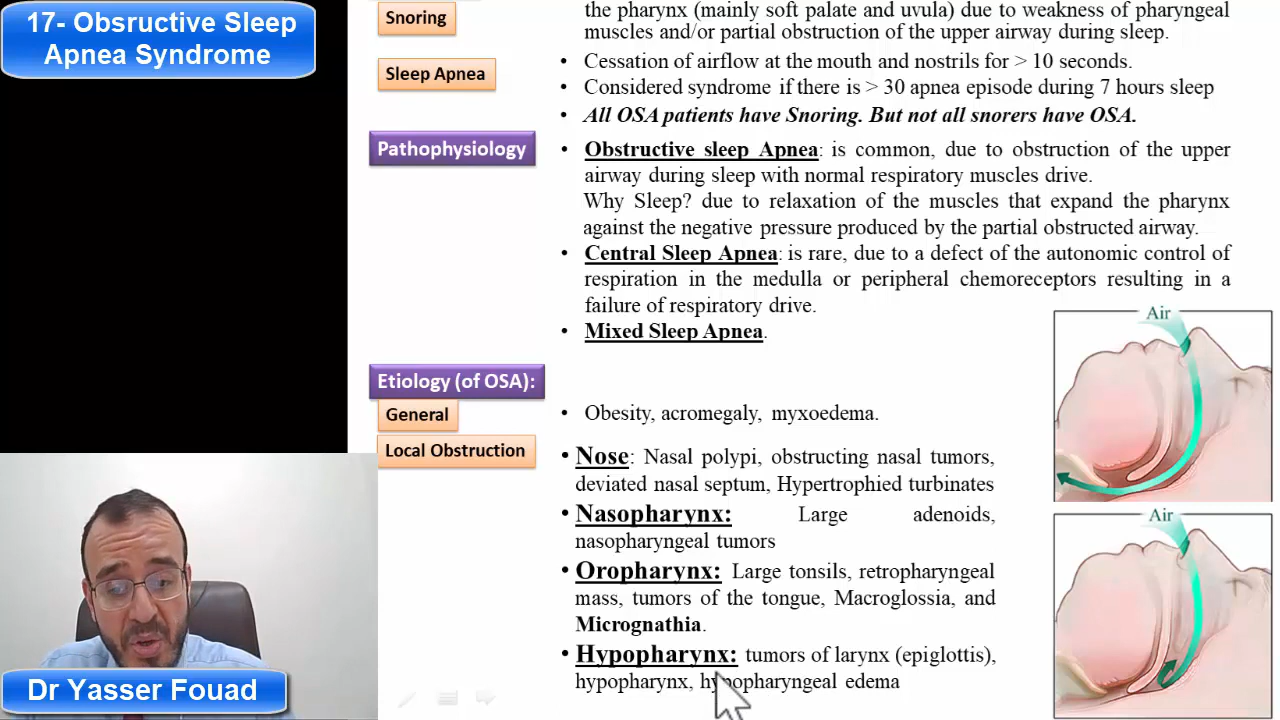 17- Obsructive Sleep
Apnea Syndrome
Snoring
the pharynx (mainly soft palate and uvula) due to weakness of pharyngeal
muscles and/or partial obstruction of the upper airway during sleep.
Sleep Apnea
• Cessation of airflow at the mouth and nostrils for > 10 seconds.
• Considered syndrome if there is > 30 apnea episode during 7 hours sleep
• All OSA patients have Snoring. But not all snorers have OSA.
Pathophysiology
• Obstructive sleep Apnea: is common, due to obstruction of the upper
airway during sleep with normal respiratory muscles drive.
Why Sleep? due to relaxation of the muscles that expand the pharynx
against the negative pressure produced by the partial obstructed airway.
• Central Sleep Apnea: is rare, due to a defect of the autonomic control of
respiration in the medulla or peripheral chemoreceptors resulting in a
failure of respiratory drive.
• Mixed Sleep Apnea.
Etiology (of OSA):
General
• Obesity, acromegaly, myxoedema.
Local Obstruction
• Nose: Nasal polypi, obstructing nasal tumors,
deviated nasal septum, Hypertrophied turbinates
• Nasopharynx: Large adenoids,
nasopharyngeal tumors
• Oropharynx: Large tonsils, retropharyngeal
mass, tumors of the tongue, Macroglossia, and
Micrognathia.
• Hypopharynx: tumors of larynx (epiglottis),
hypopharynx, hypopharyngeal edema
Air
Air
Dr Yasser Fouad